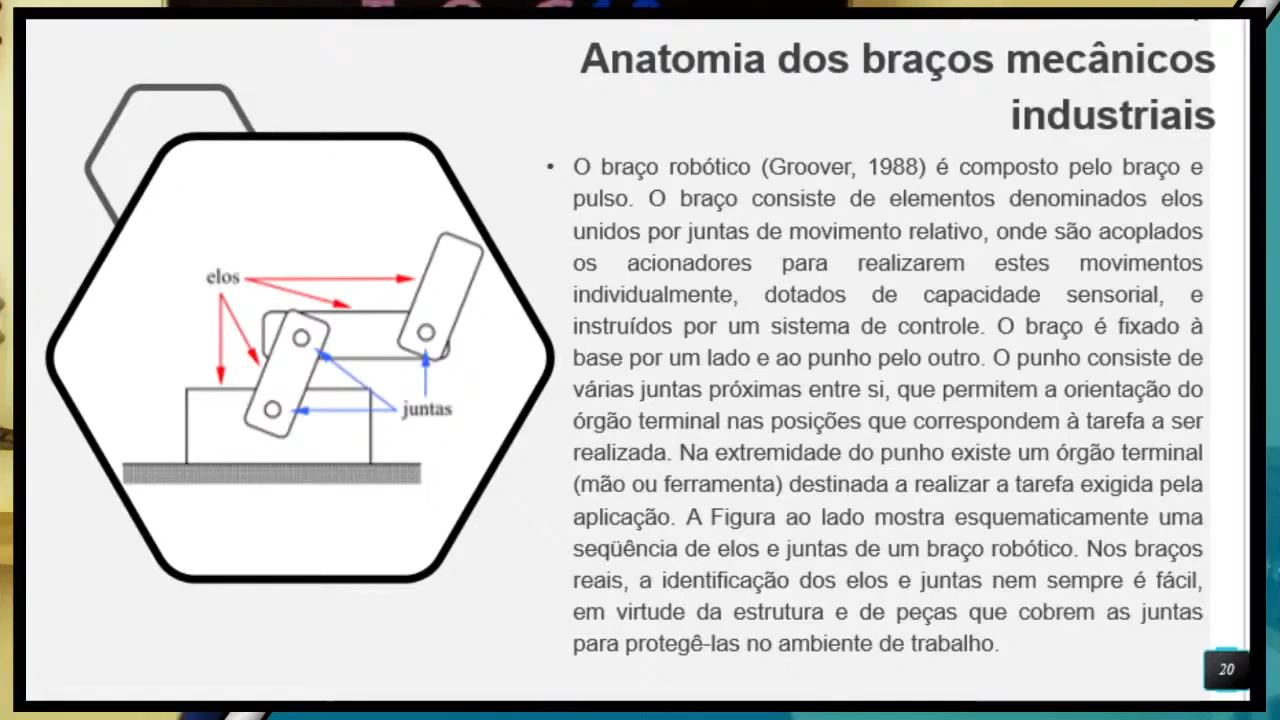 Anatomia dos braços mecânicos
industriais
• O braço robótico (Groover, 1988) é composto pelo braço e
pulso. O braço consiste de elementos denominados elos
unidos por juntas de movimento relativo, onde são acoplados
os acionadores para realizarem estes movimentos
individualmente, dotados de capacidade sensorial, e
instruídos por um sistema de controle. O braço é fixado à
base por um lado e ao punho pelo outro. O punho consiste de
várias juntas próximas entre si, que permitem a orientação do
órgão terminal nas posições que correspondem à tarefa a ser
realizada. Na extremidade do punho existe um órgão terminal
(mão ou ferramenta) destinada a realizar a tarefa exigida pela
aplicação. A Figura ao lado mostra esquematicamente uma
seqüência de elos e juntas de um braço robótico. Nos braços
reais, a identificação dos elos e juntas nem sempre é fácil,
em virtude da estrutura e de peças que cobrem as juntas
para protegê-las no ambiente de trabalho.
elos
juntas
20